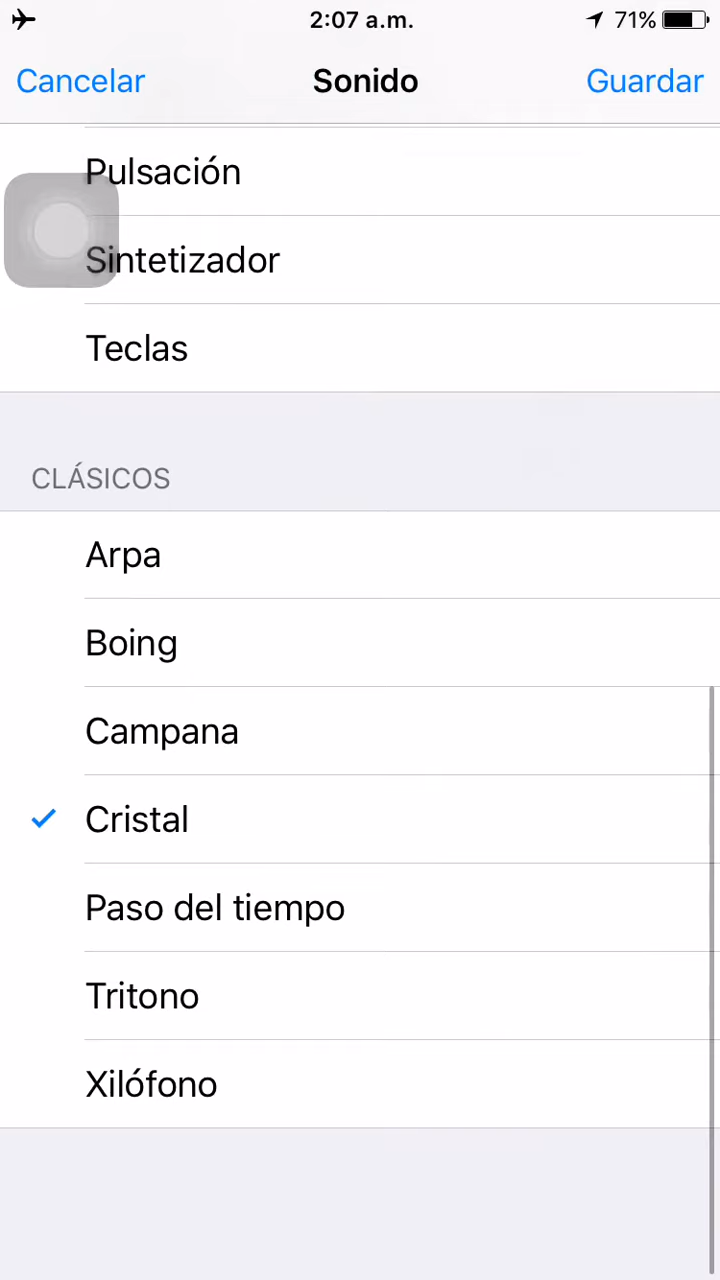 2:07 a.m.
71%
Cancelar
Sonido
Guardar
Pulsación
Sintetizador
Teclas
CLÁSICOS
Arpa
Boing
Campana
Cristal
Paso del tiempo
Tritono
Xilófono